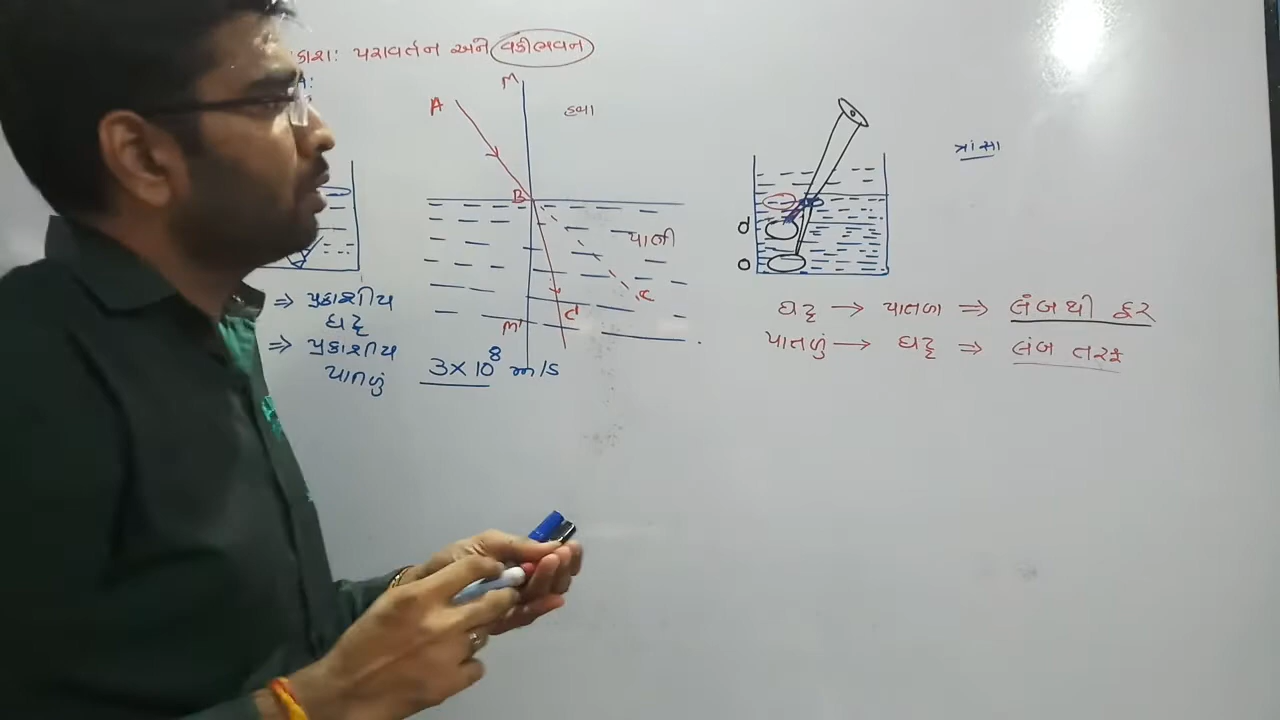 કાશ: પરાવર્તન અને વક્રીભવન
A:
M
A
હવા
ત્રાંસા
B
પાણી
d
C
C'
M'
⇒ પ્રકાશીય
ઘટ્ટ
⇒ પ્રકાશીય
પાતળું
3×10⁸ m/s
ઘટ્ટ → પાતળા ⇒ લંબથી દૂર
પાતળું → ઘટ્ટ ⇒ લંબ તરફ